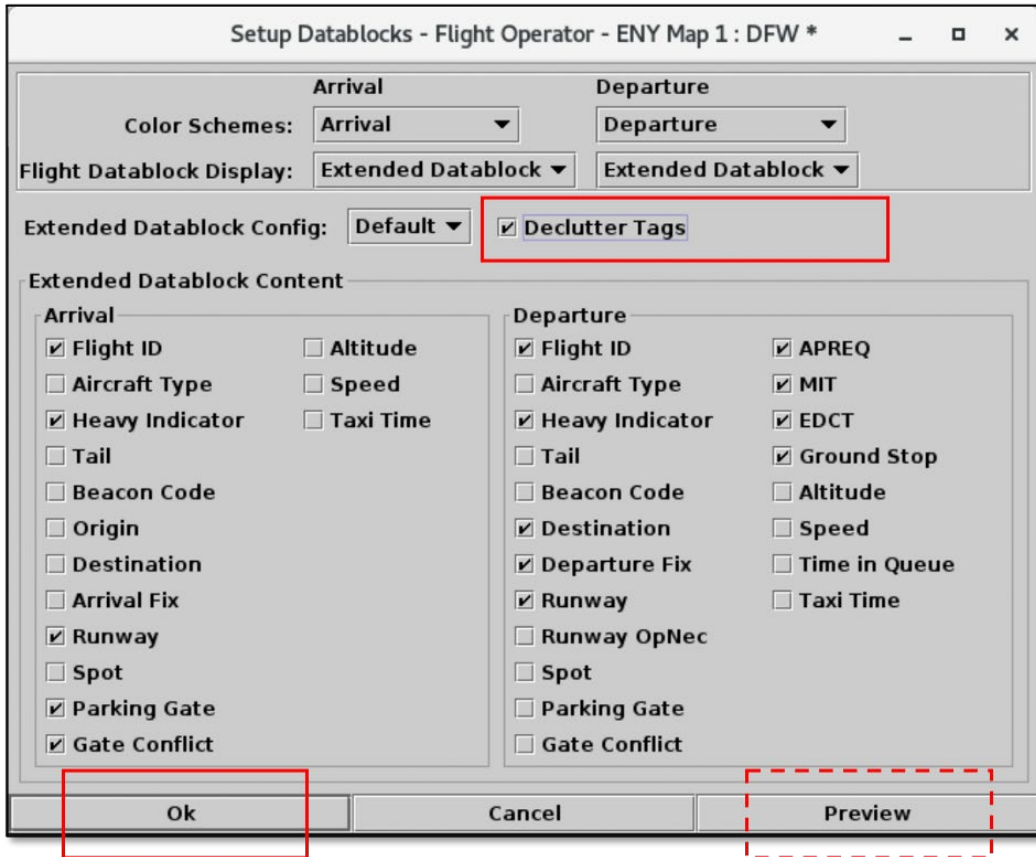 Setup Datablocks - Flight Operator - ENY Map 1 : DFW *
Arrival Departure
Color Schemes: Arrival Departure
Flight Datablock Display: Extended Datablock Extended Datablock
Extended Datablock Config: Default Declutter Tags
Extended Datablock Content
Arrival
Flight ID Altitude
Aircraft Type Speed
Heavy Indicator Taxi Time
Tail
Beacon Code
Origin
Destination
Arrival Fix
Runway
Spot
Parking Gate
Gate Conflict
Departure
Flight ID APREQ
Aircraft Type MIT
Heavy Indicator EDCT
Tail Ground Stop
Beacon Code Altitude
Destination Speed
Departure Fix Time in Queue
Runway Taxi Time
Runway OpNec
Spot
Parking Gate
Gate Conflict
Ok Cancel Preview